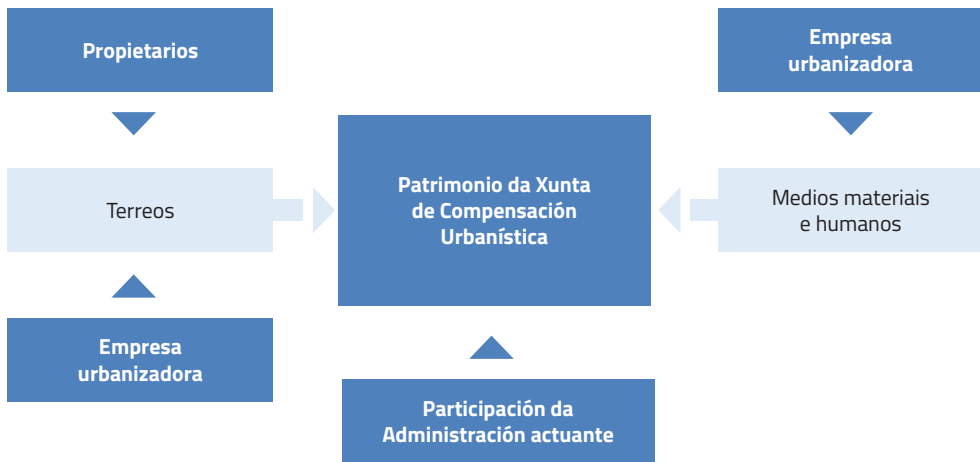 Propietarios
Empresa
urbanizadora
Terreos
Patrimonio da Xunta
de Compensación
Urbanística
Medios materiais
e humanos
Empresa
urbanizadora
Participación da
Administración actuante